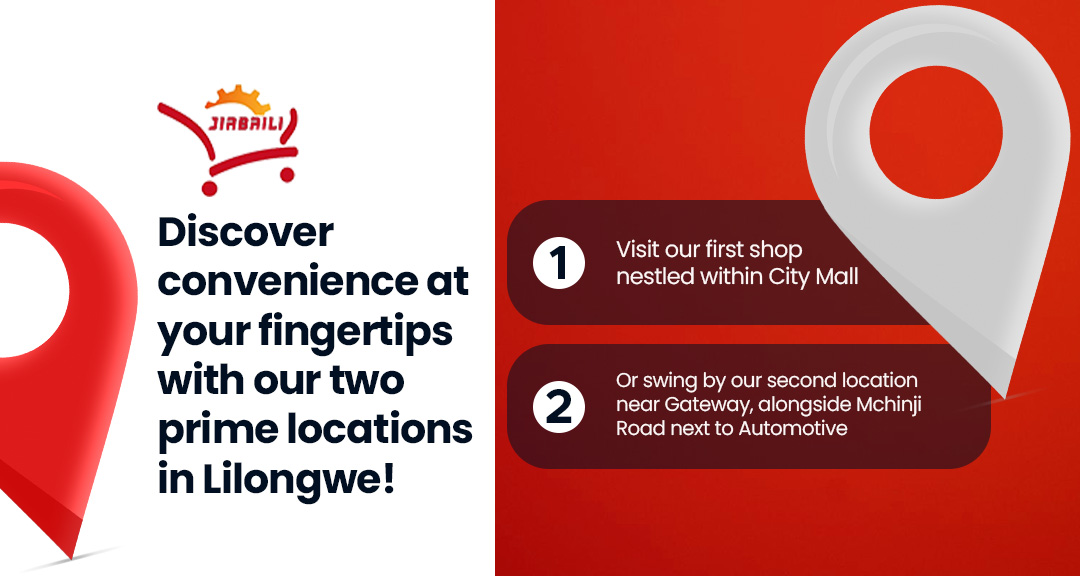 JIABAILI
Discover
convenience at
your fingertips
with our two
prime locations
in Lilongwe!
1
Visit our first shop
nestled within City Mall
2
Or swing by our second location
near Gateway, alongside Mchinji
Road next to Automotive